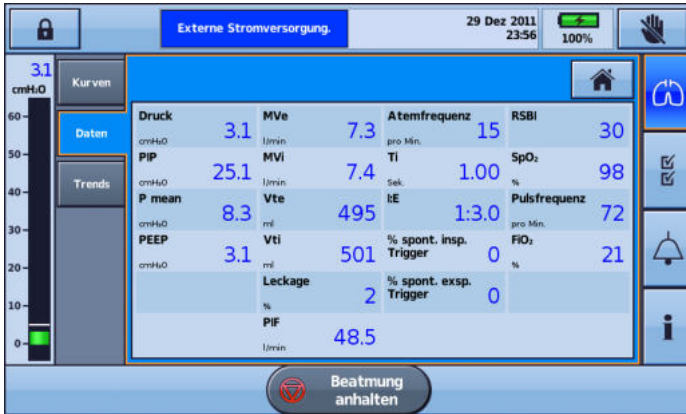 Externe Stromversorgung.
29 Dez 2011
23:56
100%
3.1
cmH₂O
60
50
40
30
20
10
0
Kurven
Daten
Trends
Druck
cmH₂O
3.1
MVe
l/min
7.3
Atemfrequenz
pro Min.
15
RSBI
30
PIP
cmH₂O
25.1
MVi
l/min
7.4
Ti
Sek.
1.00
SpO₂
%
98
P mean
cmH₂O
8.3
Vte
ml
495
I:E
1:3.0
Pulsfrequenz
pro Min.
72
PEEP
cmH₂O
3.1
Vti
ml
501
% spont. insp.
Trigger
0
FiO₂
%
21
Leckage
%
2
% spont. exsp.
Trigger
0
PIF
l/min
48.5
Beatmung
anhalten